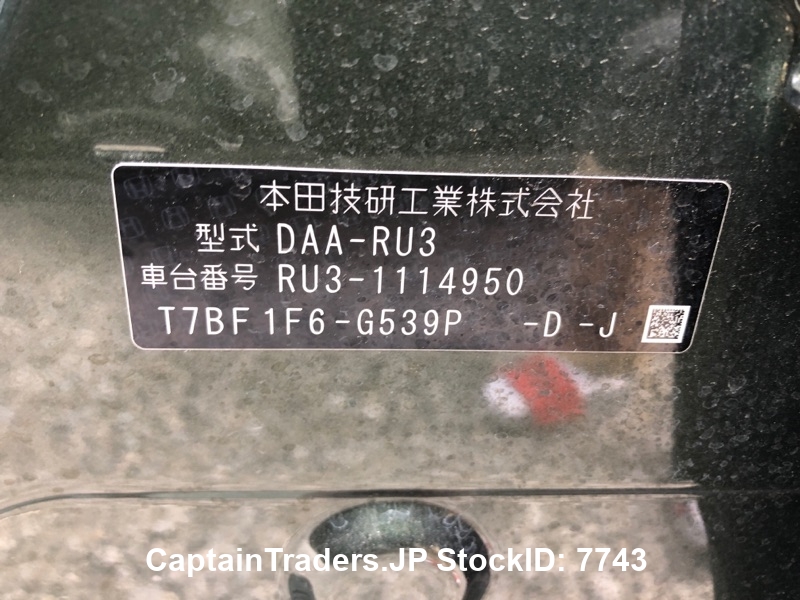 本田技研工業株式会社
型式 DAA-RU3
車台番号 RU3-1114950
T7BF1F6-G539P -D -J
CaptainTraders.JP StockID: 7743